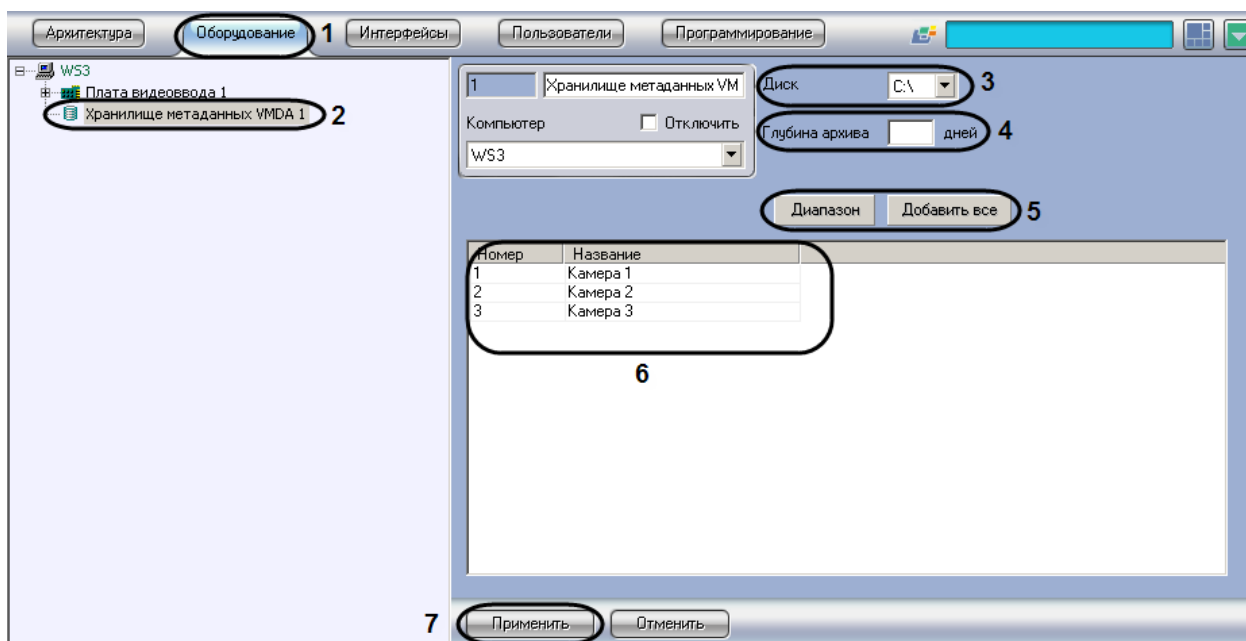 Архитектура Оборудование 1 Интерфейсы Пользователи Программирование
WS3
Плата видеоввода 1
Хранилище метаданных VMDA 1 2
1 Хранилище метаданных VM
Компьютер Отключить
WS3
Диск C:\ 3
Глубина архива дней 4
Диапазон Добавить все 5
Номер Название
1 Камера 1
2 Камера 2
3 Камера 3
6
7 Применить Отменить